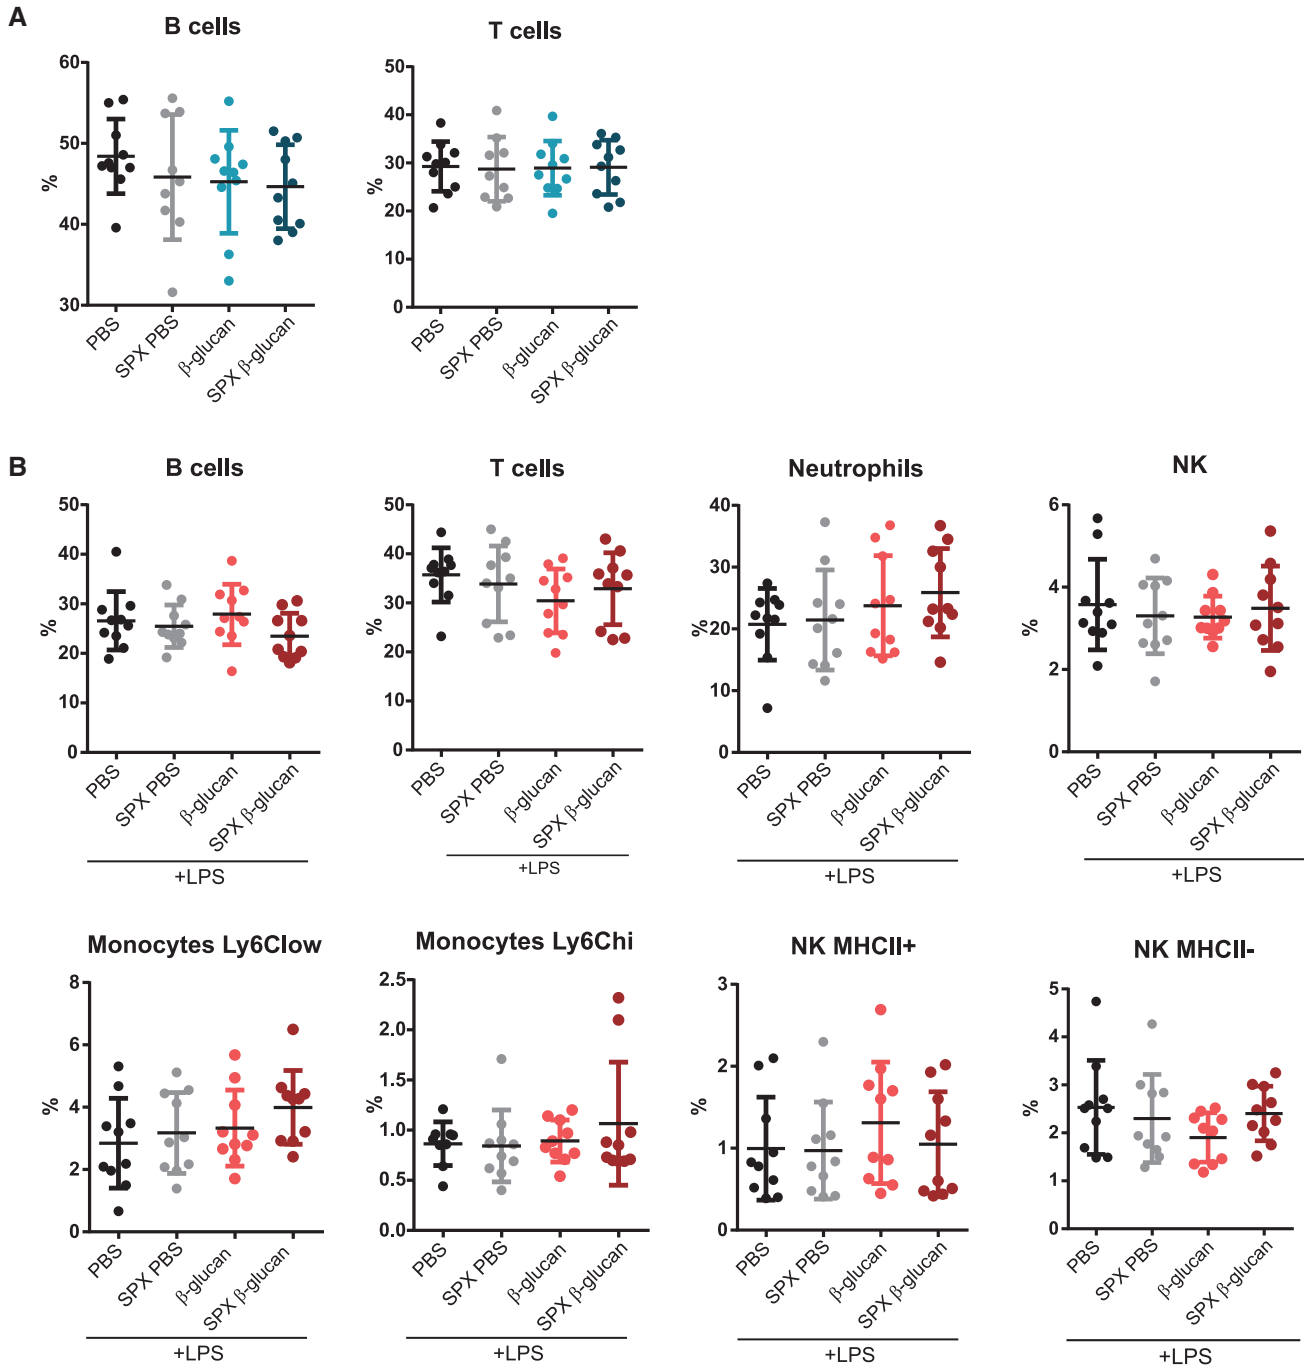 A
B cells
T cells
60
50
40
30
%
PBS
SPX PBS
β-glucan
SPX β-glucan
50
40
30
20
10
0
%
PBS
SPX PBS
β-glucan
SPX β-glucan
B
B cells
T cells
Neutrophils
NK
50
40
30
20
10
0
%
PBS
SPX PBS
β-glucan
SPX β-glucan
+LPS
50
40
30
20
10
0
%
PBS
SPX PBS
β-glucan
SPX β-glucan
+LPS
40
30
20
10
0
%
PBS
SPX PBS
β-glucan
SPX β-glucan
+LPS
6
4
2
0
%
PBS
SPX PBS
β-glucan
SPX β-glucan
+LPS
Monocytes Ly6Clow
Monocytes Ly6Chi
NK MHCII+
NK MHCII-
8
6
4
2
0
%
PBS
SPX PBS
β-glucan
SPX β-glucan
+LPS
2.5
2.0
1.5
1.0
0.5
0.0
%
PBS
SPX PBS
β-glucan
SPX β-glucan
+LPS
3
2
1
0
%
PBS
SPX PBS
β-glucan
SPX β-glucan
+LPS
5
4
3
2
1
0
%
PBS
SPX PBS
β-glucan
SPX β-glucan
+LPS